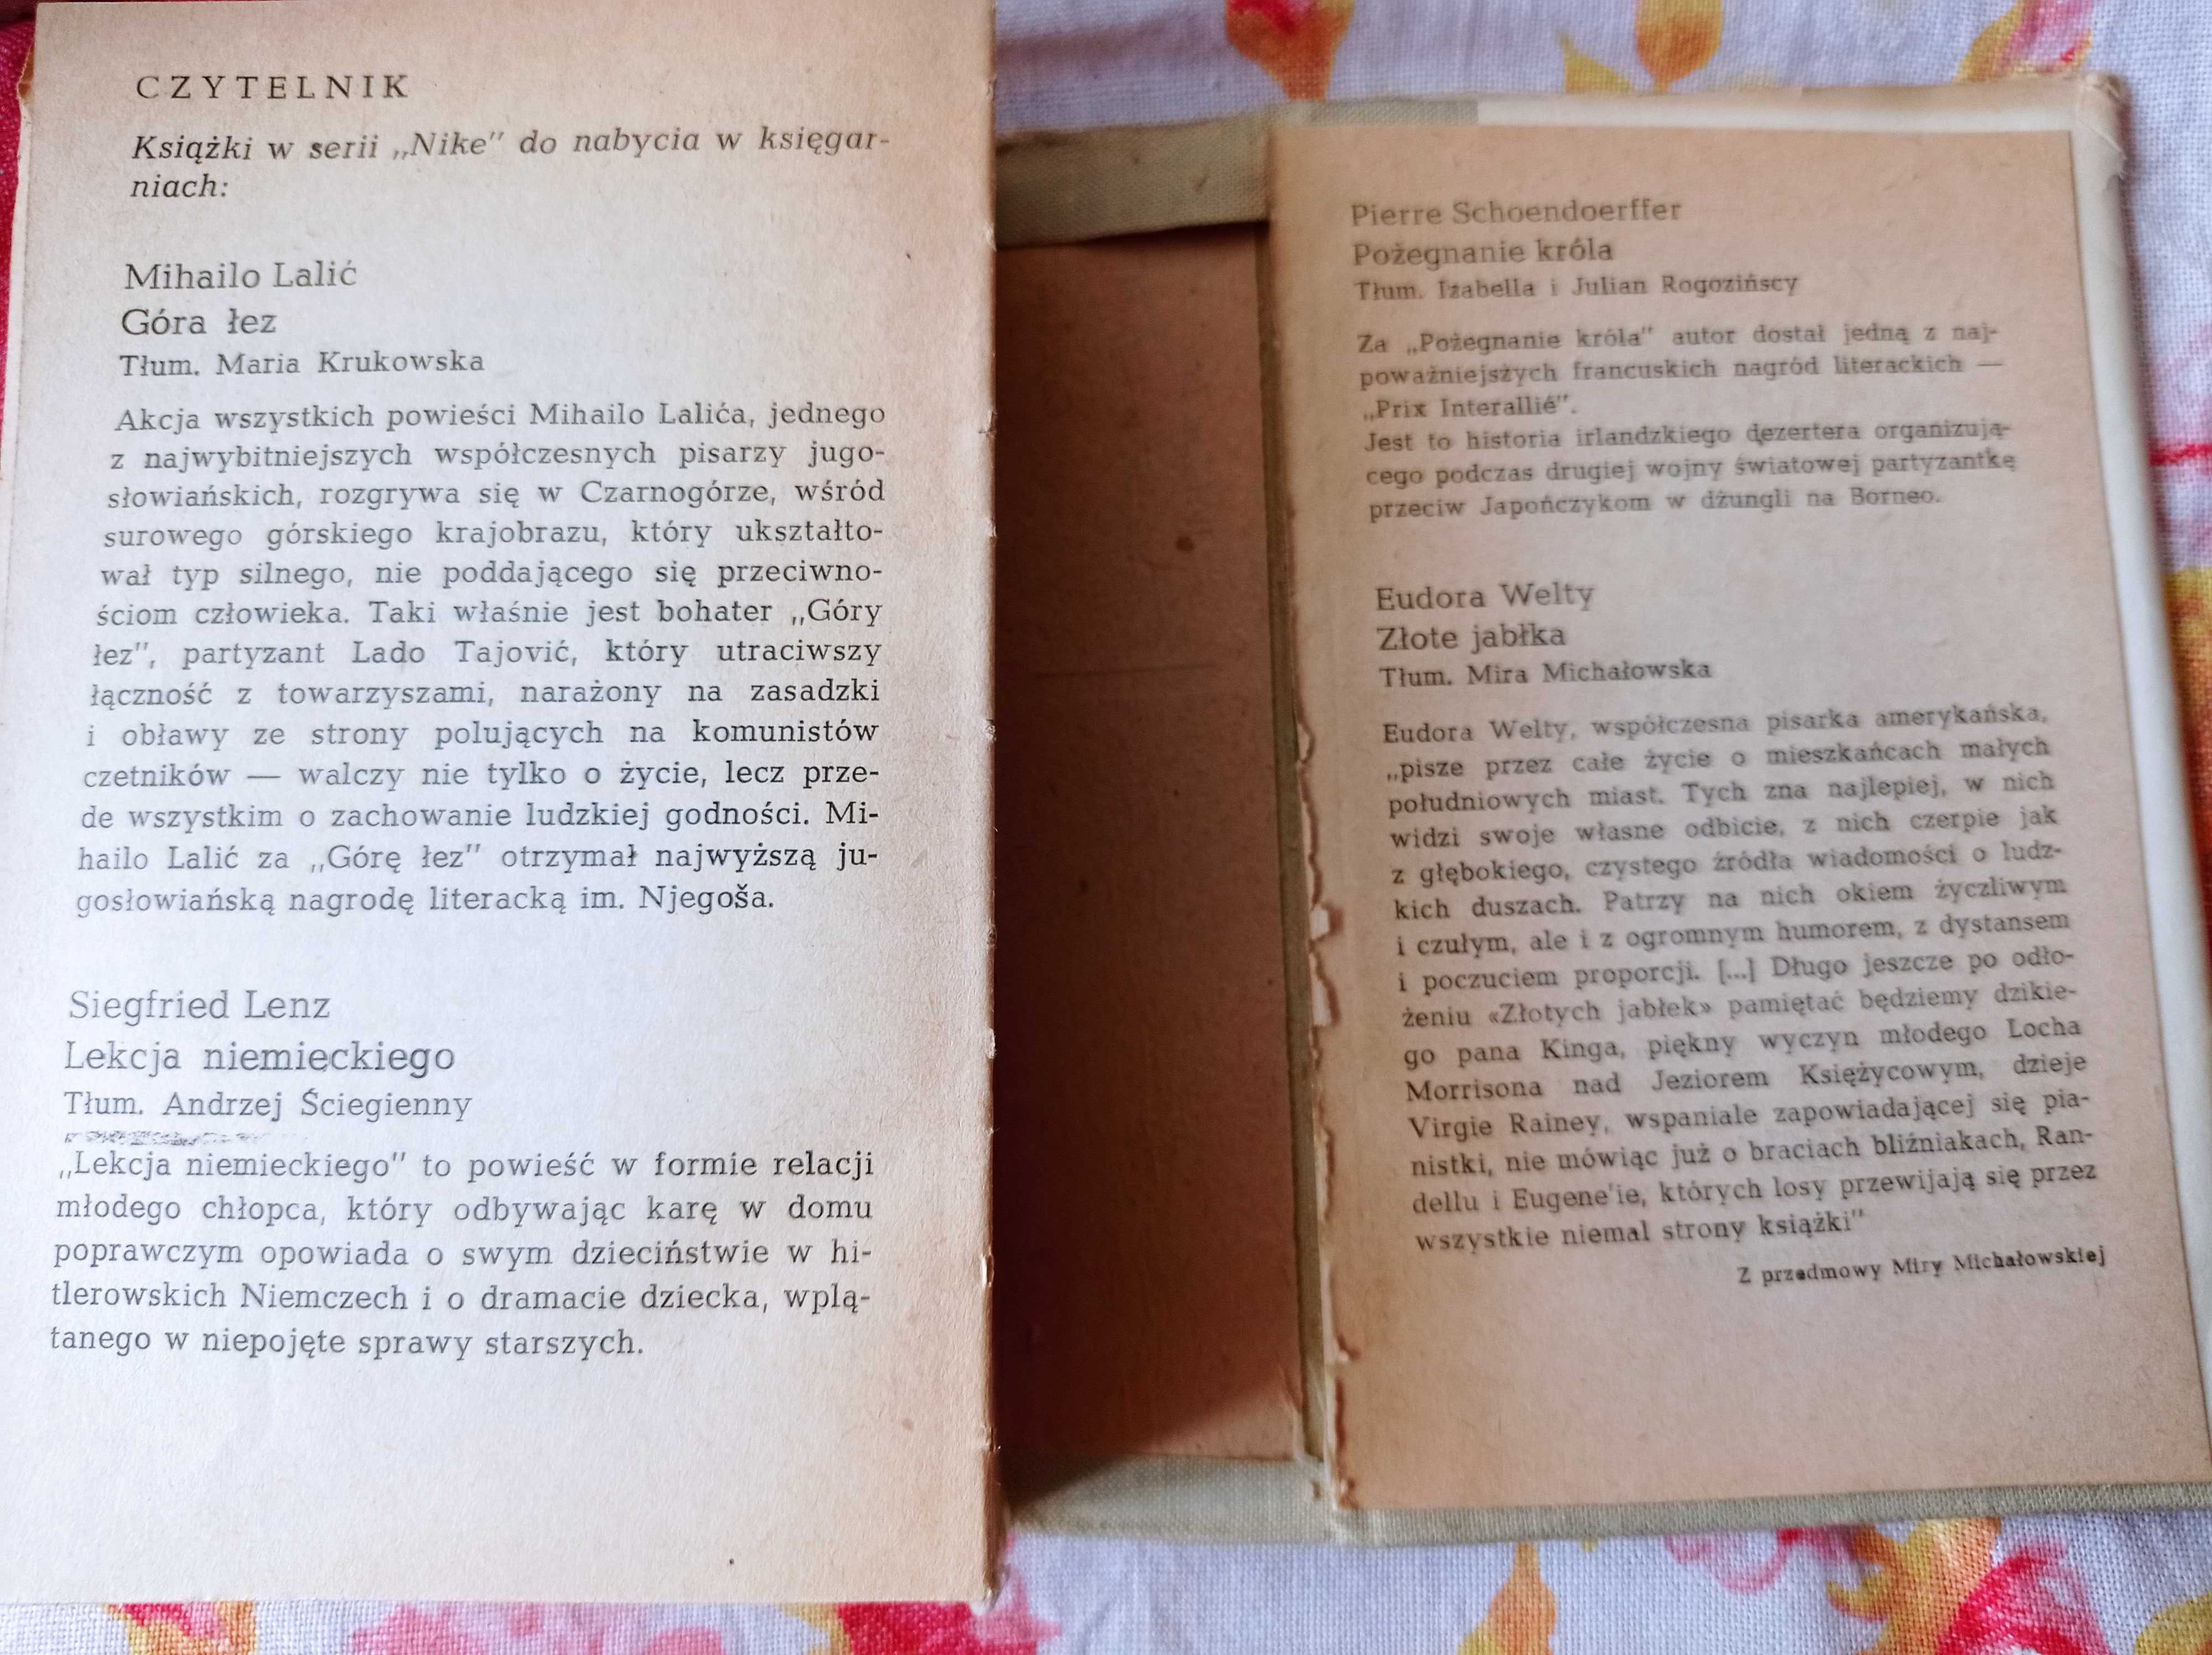 CZYTELNIK
Książki w serii „Nike” do nabycia w księgar-
niach:
Mihailo Lalić
Góra łez
Tłum. Maria Krukowska
Akcja wszystkich powieści Mihailo Lalića, jednego
z najwybitniejszych współczesnych pisarzy jugo-
słowiańskich, rozgrywa się w Czarnogórze, wśród
surowego górskiego krajobrazu, który ukształto-
wał typ silnego, nie poddającego się przeciwno-
ściom człowieka. Taki właśnie jest bohater „Góry
łez”, partyzant Lado Tajović, który utraciwszy
łączność z towarzyszami, narażony na zasadzki
i obławy ze strony polujących na komunistów
czetników — walczy nie tylko o życie, lecz prze-
de wszystkim o zachowanie ludzkiej godności. Mi-
hailo Lalić za „Górę łez” otrzymał najwyższą ju-
gosłowiańską nagrodę literacką im. Njegoša.
Siegfried Lenz
Lekcja niemieckiego
Tłum. Andrzej Ściegienny
„Lekcja niemieckiego” to powieść w formie relacji
młodego chłopca, który odbywając karę w domu
poprawczym opowiada o swym dzieciństwie w hi-
tlerowskich Niemczech i o dramacie dziecka, wplą-
tanego w niepojęte sprawy starszych.
Pierre Schoendoerffer
Pożegnanie króla
Tłum. Izabella i Julian Rogozińscy
Za „Pożegnanie króla” autor dostał jedną z naj-
poważniejszych francuskich nagród literackich —
„Prix Interallié”.
Jest to historia irlandzkiego dezertera organizują-
cego podczas drugiej wojny światowej partyzantkę
przeciw Japończykom w dżungli na Borneo.
Eudora Welty
Złote jabłka
Tłum. Mira Michałowska
Eudora Welty, współczesna pisarka amerykańska,
„pisze przez całe życie o mieszkańcach małych
południowych miast. Tych zna najlepiej, w nich
widzi swoje własne odbicie, z nich czerpie jak
z głębokiego, czystego źródła wiadomości o ludz-
kich duszach. Patrzy na nich okiem życzliwym
i czułym, ale i z ogromnym humorem, z dystansem
i poczuciem proporcji. [...] Długo jeszcze po odło-
żeniu «Złotych jabłek» pamiętać będziemy dzikie-
go pana Kinga, piękny wyczyn młodego Locha
Morrisona nad Jeziorem Księżycowym, dzieje
Virgie Rainey, wspaniale zapowiadającej się pia-
nistki, nie mówiąc już o braciach bliźniakach, Ran-
dellu i Eugene'ie, których losy przewijają się przez
wszystkie niemal strony książki”
Z przedmowy Miry Michałowskiej